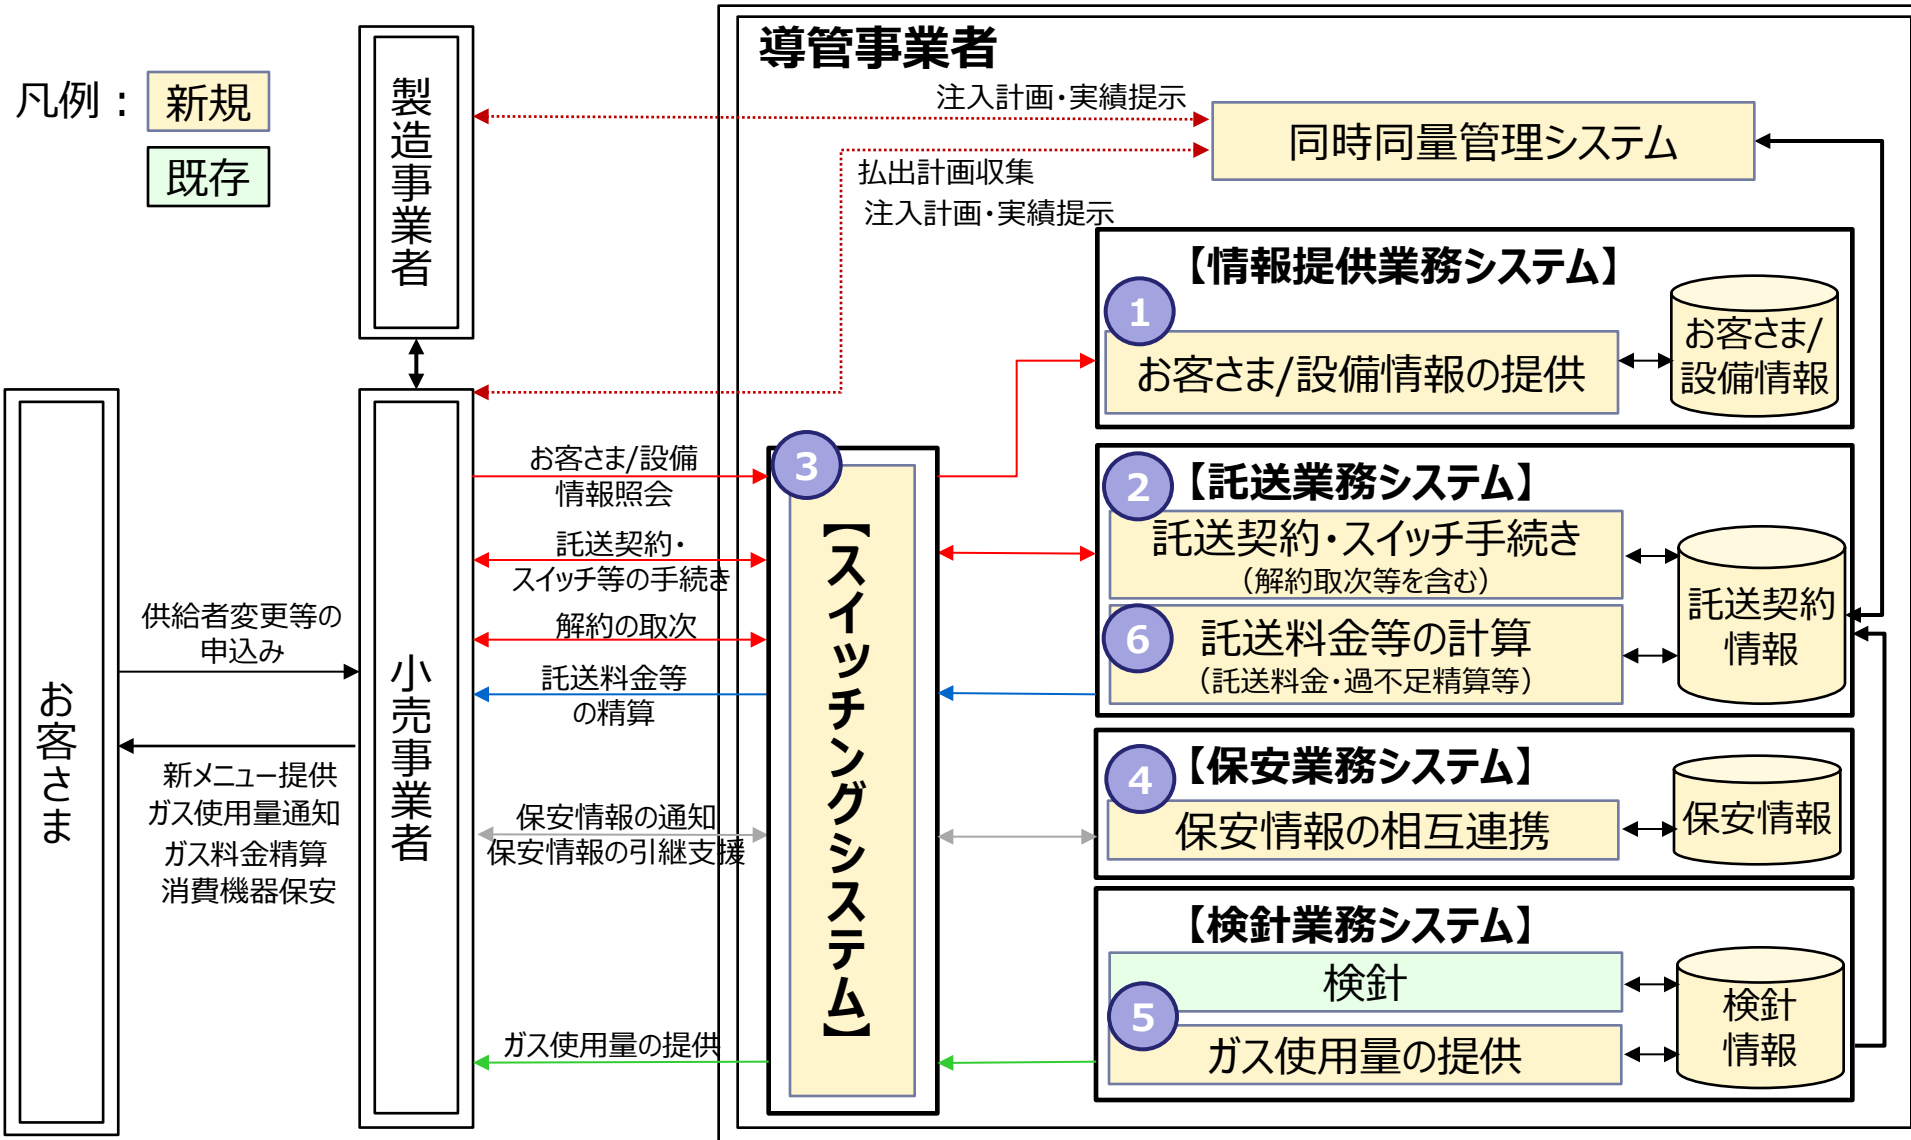 凡例：
新規
既存
製造事業者
導管事業者
注入計画・実績提示
同時同量管理システム
払出計画収集
注入計画・実績提示
【情報提供業務システム】
1
お客さま/設備情報の提供
お客さま/
設備情報
お客さま
供給者変更等の
申込み
新メニュー提供
ガス使用量通知
ガス料金精算
消費機器保安
小売事業者
お客さま/設備
情報照会
託送契約・
スイッチ等の手続き
解約の取次
託送料金等
の精算
保安情報の通知
保安情報の引継支援
ガス使用量の提供
3
【スイッチングシステム】
2
【託送業務システム】
託送契約・スイッチ手続き
（解約取次等を含む）
6
託送料金等の計算
（託送料金・過不足精算等）
託送契約
情報
4
【保安業務システム】
保安情報の相互連携
保安情報
【検針業務システム】
検針
5
ガス使用量の提供
検針
情報